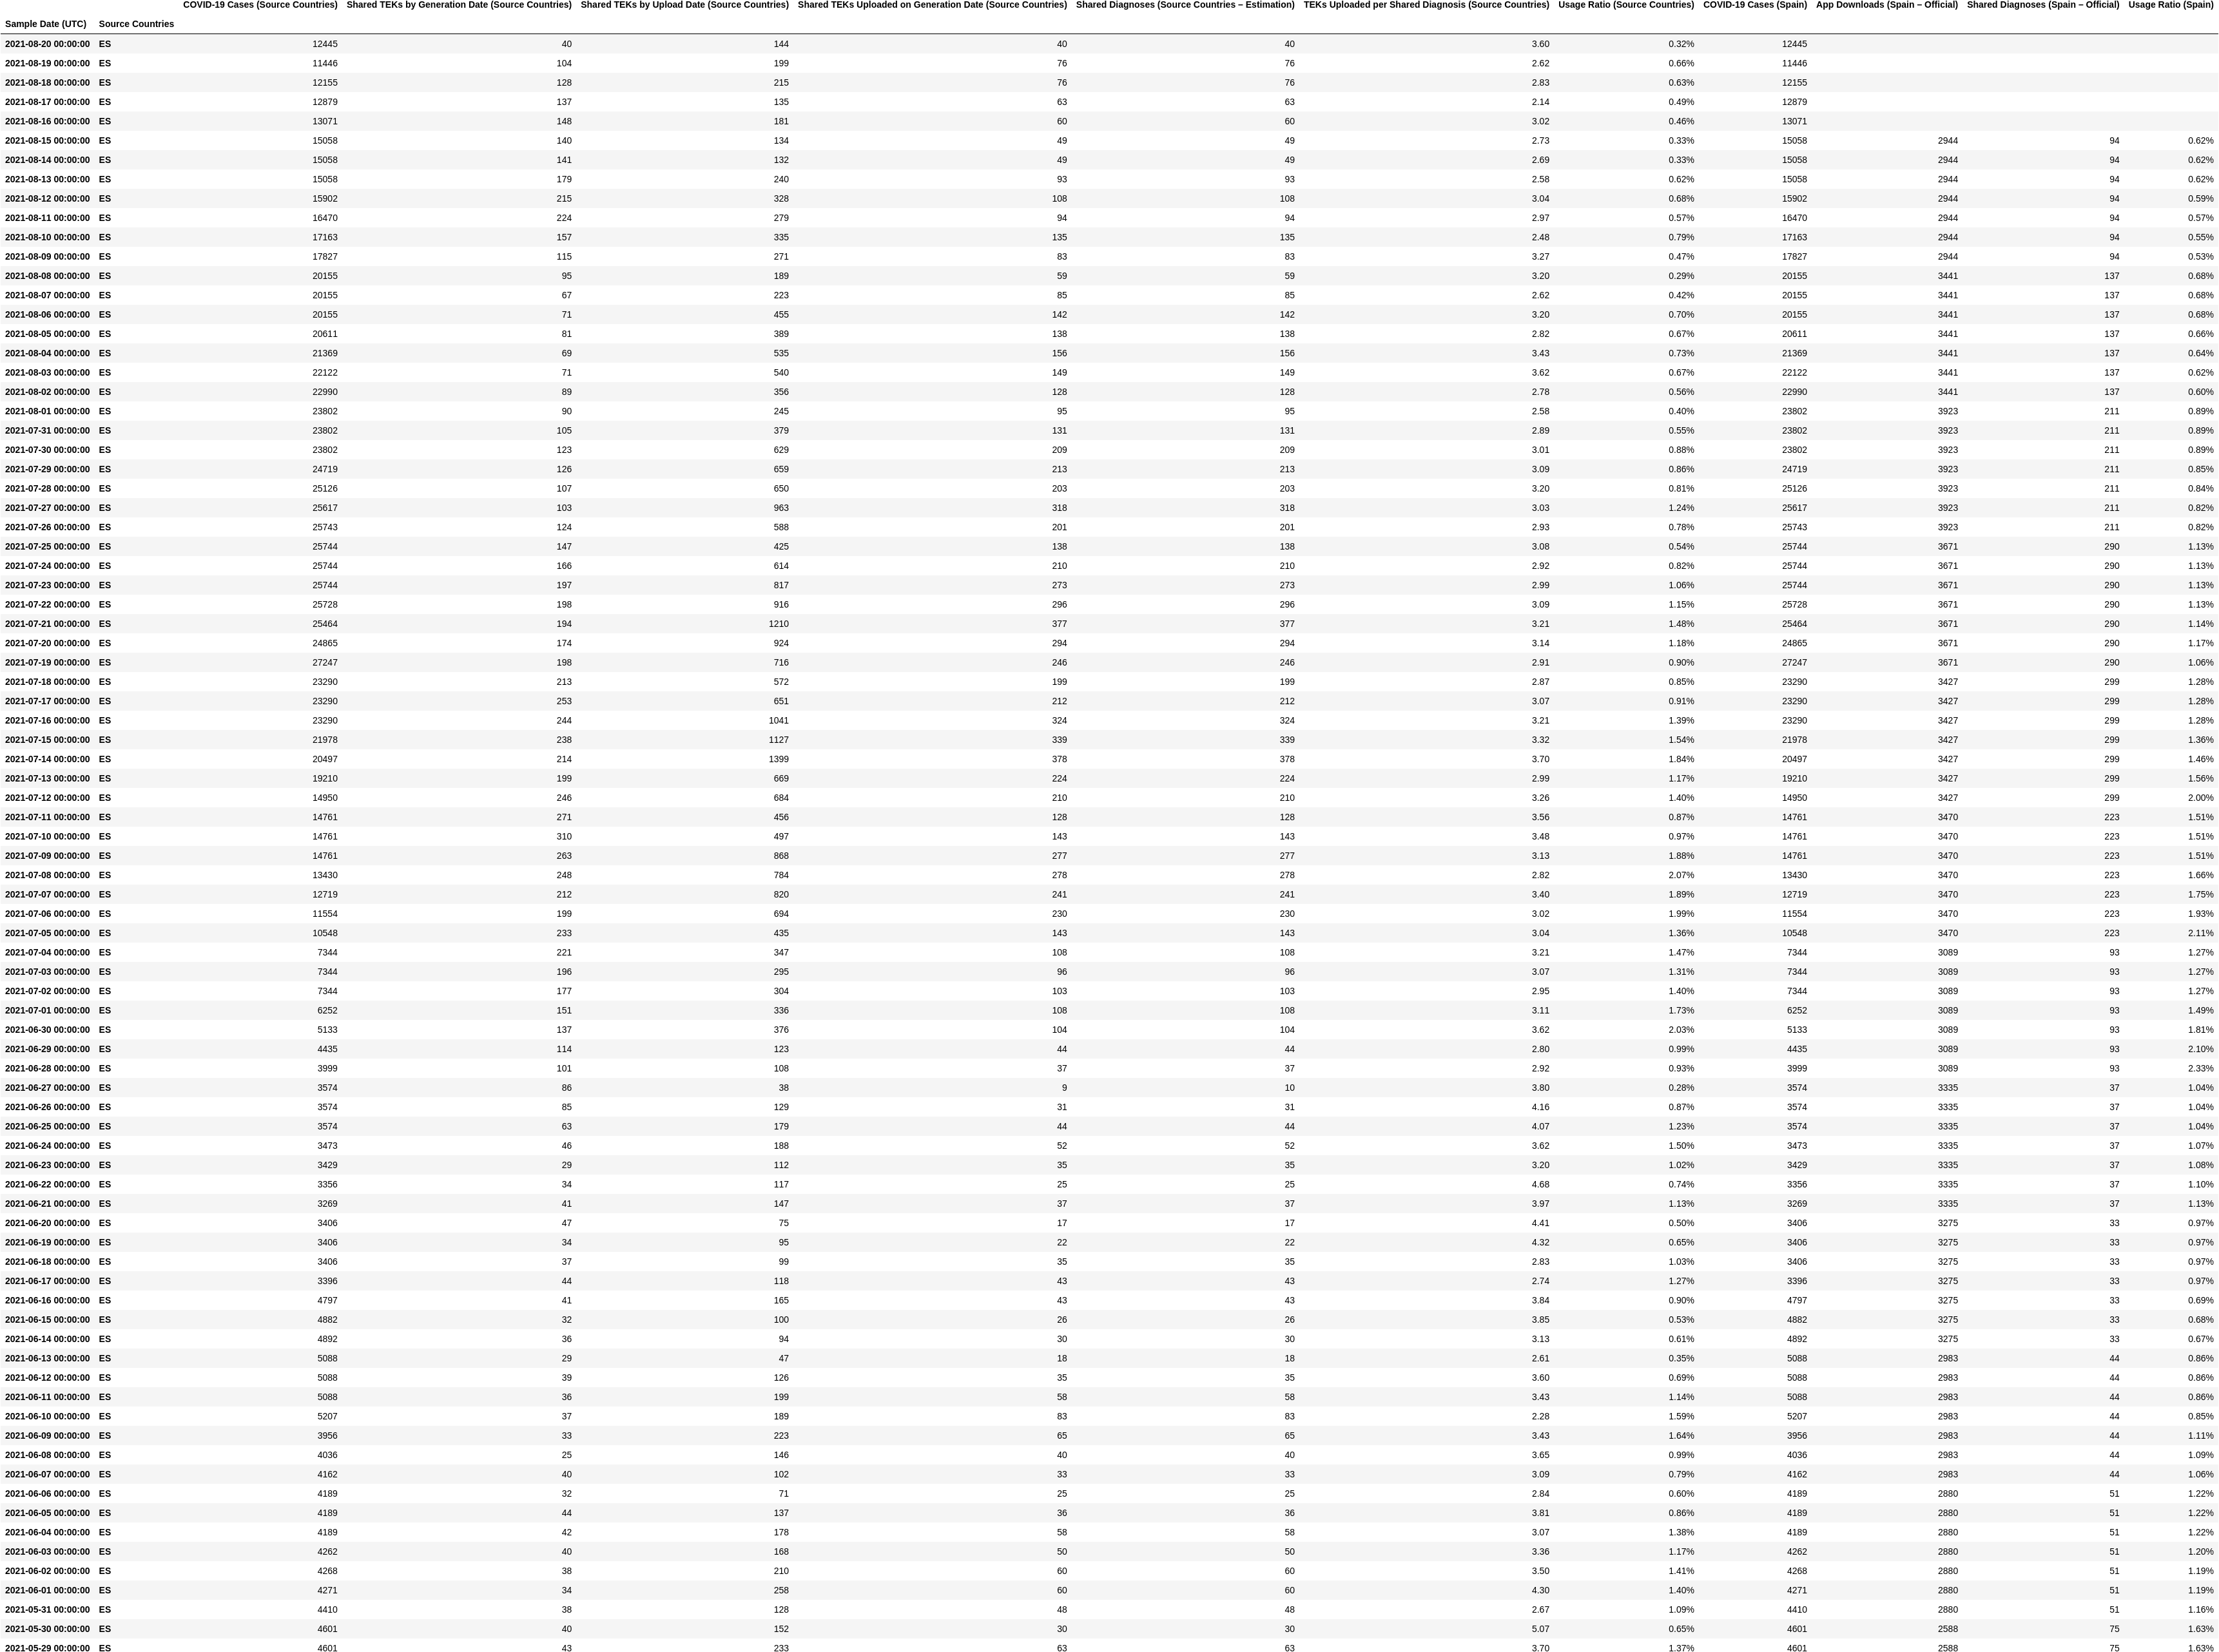 COVID-19 Cases (Source Countries) Shared TEKs by Generation Date (Source Countries) Shared TEKs by Upload Date (Source Countries) Shared TEKs Uploaded on Generation Date (Source Countries) Shared Diagnoses (Source Countries – Estimation) TEKs Uploaded per Shared Diagnosis (Source Countries) Usage Ratio (Source Countries) COVID-19 Cases (Spain) App Downloads (Spain – Official) Shared Diagnoses (Spain – Official) Usage Ratio (Spain)
Sample Date (UTC) Source Countries
2021-08-20 00:00:00 ES 12445 40 144 40 40 3.60 0.32% 12445
2021-08-19 00:00:00 ES 11446 104 199 76 76 2.62 0.66% 11446
2021-08-18 00:00:00 ES 12155 128 215 76 76 2.83 0.63% 12155
2021-08-17 00:00:00 ES 12879 137 135 63 63 2.14 0.49% 12879
2021-08-16 00:00:00 ES 13071 148 181 60 60 3.02 0.46% 13071
2021-08-15 00:00:00 ES 15058 140 134 49 49 2.73 0.33% 15058 2944 94 0.62%
2021-08-14 00:00:00 ES 15058 141 132 49 49 2.69 0.33% 15058 2944 94 0.62%
2021-08-13 00:00:00 ES 15058 179 240 93 93 2.58 0.62% 15058 2944 94 0.62%
2021-08-12 00:00:00 ES 15902 215 328 108 108 3.04 0.68% 15902 2944 94 0.59%
2021-08-11 00:00:00 ES 16470 224 279 94 94 2.97 0.57% 16470 2944 94 0.57%
2021-08-10 00:00:00 ES 17163 157 335 135 135 2.48 0.79% 17163 2944 94 0.55%
2021-08-09 00:00:00 ES 17827 115 271 83 83 3.27 0.47% 17827 2944 94 0.53%
2021-08-08 00:00:00 ES 20155 95 189 59 59 3.20 0.29% 20155 3441 137 0.68%
2021-08-07 00:00:00 ES 20155 67 223 85 85 2.62 0.42% 20155 3441 137 0.68%
2021-08-06 00:00:00 ES 20155 71 455 142 142 3.20 0.70% 20155 3441 137 0.68%
2021-08-05 00:00:00 ES 20611 81 389 138 138 2.82 0.67% 20611 3441 137 0.66%
2021-08-04 00:00:00 ES 21369 69 535 156 156 3.43 0.73% 21369 3441 137 0.64%
2021-08-03 00:00:00 ES 22122 71 540 149 149 3.62 0.67% 22122 3441 137 0.62%
2021-08-02 00:00:00 ES 22990 89 356 128 128 2.78 0.56% 22990 3441 137 0.60%
2021-08-01 00:00:00 ES 23802 90 245 95 95 2.58 0.40% 23802 3923 211 0.89%
2021-07-31 00:00:00 ES 23802 105 379 131 131 2.89 0.55% 23802 3923 211 0.89%
2021-07-30 00:00:00 ES 23802 123 629 209 209 3.01 0.88% 23802 3923 211 0.89%
2021-07-29 00:00:00 ES 24719 126 659 213 213 3.09 0.86% 24719 3923 211 0.85%
2021-07-28 00:00:00 ES 25126 107 650 203 203 3.20 0.81% 25126 3923 211 0.84%
2021-07-27 00:00:00 ES 25617 103 963 318 318 3.03 1.24% 25617 3923 211 0.82%
2021-07-26 00:00:00 ES 25743 124 588 201 201 2.93 0.78% 25743 3923 211 0.82%
2021-07-25 00:00:00 ES 25744 147 425 138 138 3.08 0.54% 25744 3671 290 1.13%
2021-07-24 00:00:00 ES 25744 166 614 210 210 2.92 0.82% 25744 3671 290 1.13%
2021-07-23 00:00:00 ES 25744 197 817 273 273 2.99 1.06% 25744 3671 290 1.13%
2021-07-22 00:00:00 ES 25728 198 916 296 296 3.09 1.15% 25728 3671 290 1.13%
2021-07-21 00:00:00 ES 25464 194 1210 377 377 3.21 1.48% 25464 3671 290 1.14%
2021-07-20 00:00:00 ES 24865 174 924 294 294 3.14 1.18% 24865 3671 290 1.17%
2021-07-19 00:00:00 ES 27247 198 716 246 246 2.91 0.90% 27247 3671 290 1.06%
2021-07-18 00:00:00 ES 23290 213 572 199 199 2.87 0.85% 23290 3427 299 1.28%
2021-07-17 00:00:00 ES 23290 253 651 212 212 3.07 0.91% 23290 3427 299 1.28%
2021-07-16 00:00:00 ES 23290 244 1041 324 324 3.21 1.39% 23290 3427 299 1.28%
2021-07-15 00:00:00 ES 21978 238 1127 339 339 3.32 1.54% 21978 3427 299 1.36%
2021-07-14 00:00:00 ES 20497 214 1399 378 378 3.70 1.84% 20497 3427 299 1.46%
2021-07-13 00:00:00 ES 19210 199 669 224 224 2.99 1.17% 19210 3427 299 1.56%
2021-07-12 00:00:00 ES 14950 246 684 210 210 3.26 1.40% 14950 3427 299 2.00%
2021-07-11 00:00:00 ES 14761 271 456 128 128 3.56 0.87% 14761 3470 223 1.51%
2021-07-10 00:00:00 ES 14761 310 497 143 143 3.48 0.97% 14761 3470 223 1.51%
2021-07-09 00:00:00 ES 14761 263 868 277 277 3.13 1.88% 14761 3470 223 1.51%
2021-07-08 00:00:00 ES 13430 248 784 278 278 2.82 2.07% 13430 3470 223 1.66%
2021-07-07 00:00:00 ES 12719 212 820 241 241 3.40 1.89% 12719 3470 223 1.75%
2021-07-06 00:00:00 ES 11554 199 694 230 230 3.02 1.99% 11554 3470 223 1.93%
2021-07-05 00:00:00 ES 10548 233 435 143 143 3.04 1.36% 10548 3470 223 2.11%
2021-07-04 00:00:00 ES 7344 221 347 108 108 3.21 1.47% 7344 3089 93 1.27%
2021-07-03 00:00:00 ES 7344 196 295 96 96 3.07 1.31% 7344 3089 93 1.27%
2021-07-02 00:00:00 ES 7344 177 304 103 103 2.95 1.40% 7344 3089 93 1.27%
2021-07-01 00:00:00 ES 6252 151 336 108 108 3.11 1.73% 6252 3089 93 1.49%
2021-06-30 00:00:00 ES 5133 137 376 104 104 3.62 2.03% 5133 3089 93 1.81%
2021-06-29 00:00:00 ES 4435 114 123 44 44 2.80 0.99% 4435 3089 93 2.10%
2021-06-28 00:00:00 ES 3999 101 108 37 37 2.92 0.93% 3999 3089 93 2.33%
2021-06-27 00:00:00 ES 3574 86 38 9 10 3.80 0.28% 3574 3335 37 1.04%
2021-06-26 00:00:00 ES 3574 85 129 31 31 4.16 0.87% 3574 3335 37 1.04%
2021-06-25 00:00:00 ES 3574 63 179 44 44 4.07 1.23% 3574 3335 37 1.04%
2021-06-24 00:00:00 ES 3473 46 188 52 52 3.62 1.50% 3473 3335 37 1.07%
2021-06-23 00:00:00 ES 3429 29 112 35 35 3.20 1.02% 3429 3335 37 1.08%
2021-06-22 00:00:00 ES 3356 34 117 25 25 4.68 0.74% 3356 3335 37 1.10%
2021-06-21 00:00:00 ES 3269 41 147 37 37 3.97 1.13% 3269 3335 37 1.13%
2021-06-20 00:00:00 ES 3406 47 75 17 17 4.41 0.50% 3406 3275 33 0.97%
2021-06-19 00:00:00 ES 3406 34 95 22 22 4.32 0.65% 3406 3275 33 0.97%
2021-06-18 00:00:00 ES 3406 37 99 35 35 2.83 1.03% 3406 3275 33 0.97%
2021-06-17 00:00:00 ES 3396 44 118 43 43 2.74 1.27% 3396 3275 33 0.97%
2021-06-16 00:00:00 ES 4797 41 165 43 43 3.84 0.90% 4797 3275 33 0.69%
2021-06-15 00:00:00 ES 4882 32 100 26 26 3.85 0.53% 4882 3275 33 0.68%
2021-06-14 00:00:00 ES 4892 36 94 30 30 3.13 0.61% 4892 3275 33 0.67%
2021-06-13 00:00:00 ES 5088 29 47 18 18 2.61 0.35% 5088 2983 44 0.86%
2021-06-12 00:00:00 ES 5088 39 126 35 35 3.60 0.69% 5088 2983 44 0.86%
2021-06-11 00:00:00 ES 5088 36 199 58 58 3.43 1.14% 5088 2983 44 0.86%
2021-06-10 00:00:00 ES 5207 37 189 83 83 2.28 1.59% 5207 2983 44 0.85%
2021-06-09 00:00:00 ES 3956 33 223 65 65 3.43 1.64% 3956 2983 44 1.11%
2021-06-08 00:00:00 ES 4036 25 146 40 40 3.65 0.99% 4036 2983 44 1.09%
2021-06-07 00:00:00 ES 4162 40 102 33 33 3.09 0.79% 4162 2983 44 1.06%
2021-06-06 00:00:00 ES 4189 32 71 25 25 2.84 0.60% 4189 2880 51 1.22%
2021-06-05 00:00:00 ES 4189 44 137 36 36 3.81 0.86% 4189 2880 51 1.22%
2021-06-04 00:00:00 ES 4189 42 178 58 58 3.07 1.38% 4189 2880 51 1.22%
2021-06-03 00:00:00 ES 4262 40 168 50 50 3.36 1.17% 4262 2880 51 1.20%
2021-06-02 00:00:00 ES 4268 38 210 60 60 3.50 1.41% 4268 2880 51 1.19%
2021-06-01 00:00:00 ES 4271 34 258 60 60 4.30 1.40% 4271 2880 51 1.19%
2021-05-31 00:00:00 ES 4410 38 128 48 48 2.67 1.09% 4410 2880 51 1.16%
2021-05-30 00:00:00 ES 4601 40 152 30 30 5.07 0.65% 4601 2588 75 1.63%
2021-05-29 00:00:00 ES 4601 43 233 63 63 3.70 1.37% 4601 2588 75 1.63%